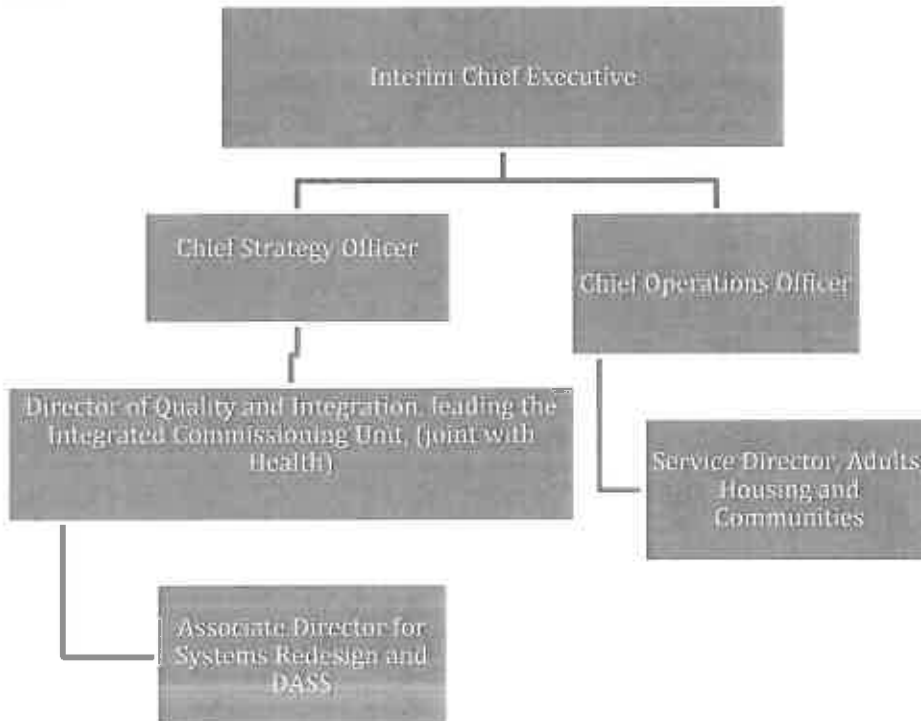 Interim Chief Executive
Chief Strategy Officer
Chief Operations Officer
Director of Quality and Integration, leading the
Integrated Commissioning Unit, (joint with
Health)
Service Director, Adults
Housing and
Communities
Associate Director for
Systems Redesign and
DASS